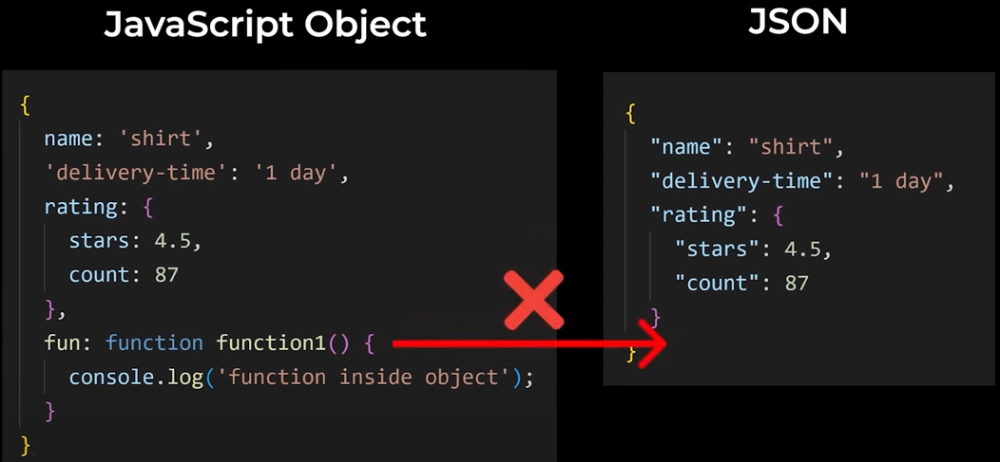 JavaScript Object
{
name: 'shirt',
'delivery-time': '1 day',
rating: {
stars: 4.5,
count: 87
},
fun: function function1() {
console.log('function inside object');
}
}
JSON
{
"name": "shirt",
"delivery-time": "1 day",
"rating": {
"stars": 4.5,
"count": 87
}
}